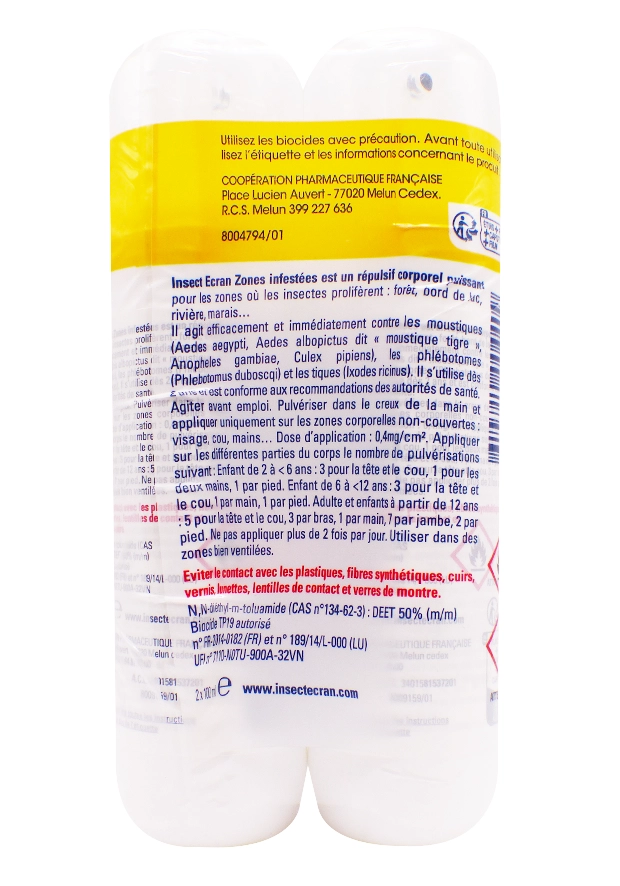 Utilisez les biocides avec précaution. Avant toute
lisez l'étiquette et les informations concernant le produit
COOPÉRATION PHARMACEUTIQUE FRANÇAISE
Place Lucien Auvert - 77020 Melun Cedex.
R.C.S. Melun 399 227 636
8004794/01
FR
Insect Ecran Zones infestées est un répulsif corporel puissant
pour les zones où les insectes prolifèrent : forêt, bord de lac,
rivière, marais...
Il agit efficacement et immédiatement contre les moustiques
(Aedes aegypti, Aedes albopictus dit « moustique tigre »,
Anopheles gambiae, Culex pipiens), les phlébotomes
(Phlebotomus duboscqi) et les tiques (Ixodes ricinus). Il s'utilise dès
est conforme aux recommandations des autorités de santé.
Agiter avant emploi. Pulvériser dans le creux de la main et
appliquer uniquement sur les zones corporelles non-couvertes :
visage, cou, mains... Dose d'application : 0,4mg/cm². Appliquer
sur les différentes parties du corps le nombre de pulvérisations
suivant : Enfant de 2 à < 6 ans : 3 pour la tête et le cou, 1 pour les
deux mains, 1 par pied. Enfant de 6 à <12 ans : 3 pour la tête et
le cou, 1 par main, 1 par pied. Adulte et enfants à partir de 12 ans
: 5 pour la tête et le cou, 3 par bras, 1 par main, 7 par jambe, 2 par
pied. Ne pas appliquer plus de 2 fois par jour. Utiliser dans des
zones bien ventilées.
Eviter le contact avec les plastiques, fibres synthétiques, cuirs,
vernis, lunettes, lentilles de contact et verres de montre.
N,N-diéthyl-m-toluamide (CAS n°134-62-3) : DEET 50% (m/m)
Biocide TP19 autorisé
n° FR-2014-0182 (FR) et n° 189/14/L-000 (LU)
UFI n° 7110-N0TU-900A-32VN
2 x 100 ml e www.insectecran.com